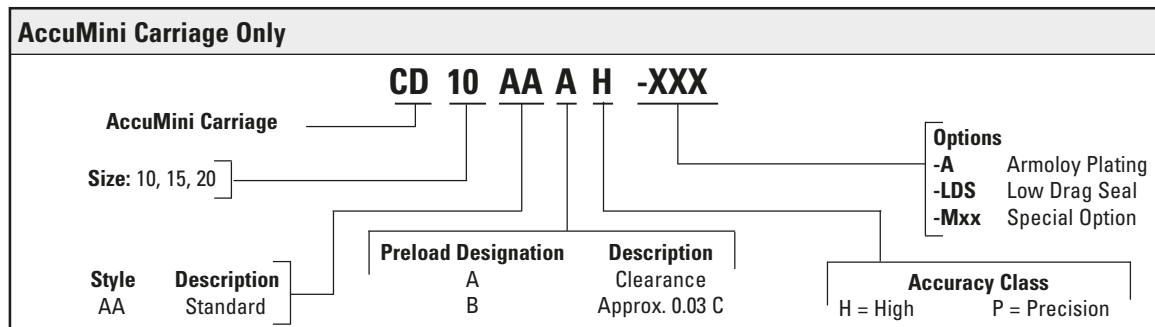 AccuMini Carriage Only
CD 10 AA A H -XXX
AccuMini Carriage
Size: 10, 15, 20
Style Description
AA Standard
Preload Designation Description
A Clearance
B Approx. 0.03 C
Accuracy Class
H = High P = Precision
Options
-A Armoloy Plating
-LDS Low Drag Seal
-Mxx Special Option